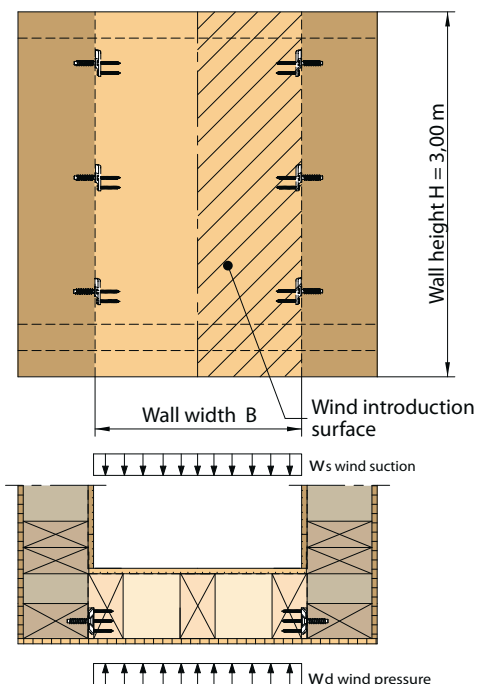 Wall height H = 3,00 m
Wall width B
Wind introduction
surface
Ws wind suction
Wd wind pressure